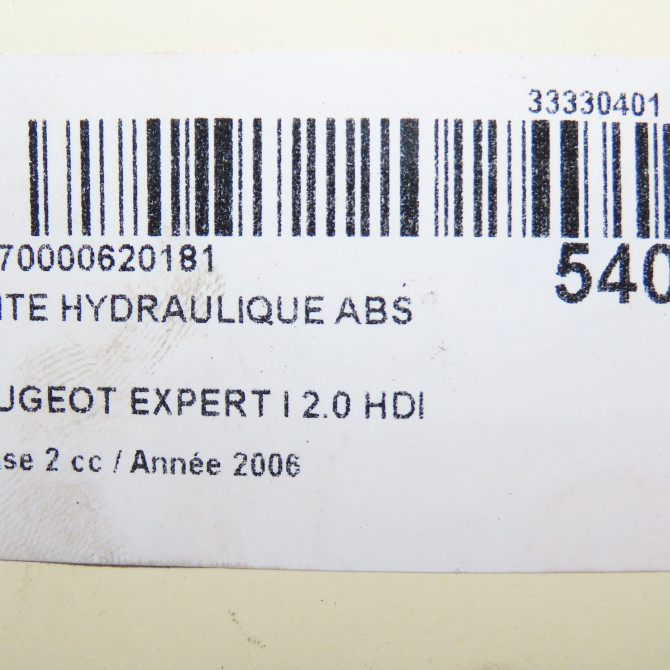 33330401
70000620181
540
ITE HYDRAULIQUE ABS
UGEOT EXPERT I 2.0 HDI
se 2 cc / Année 2006